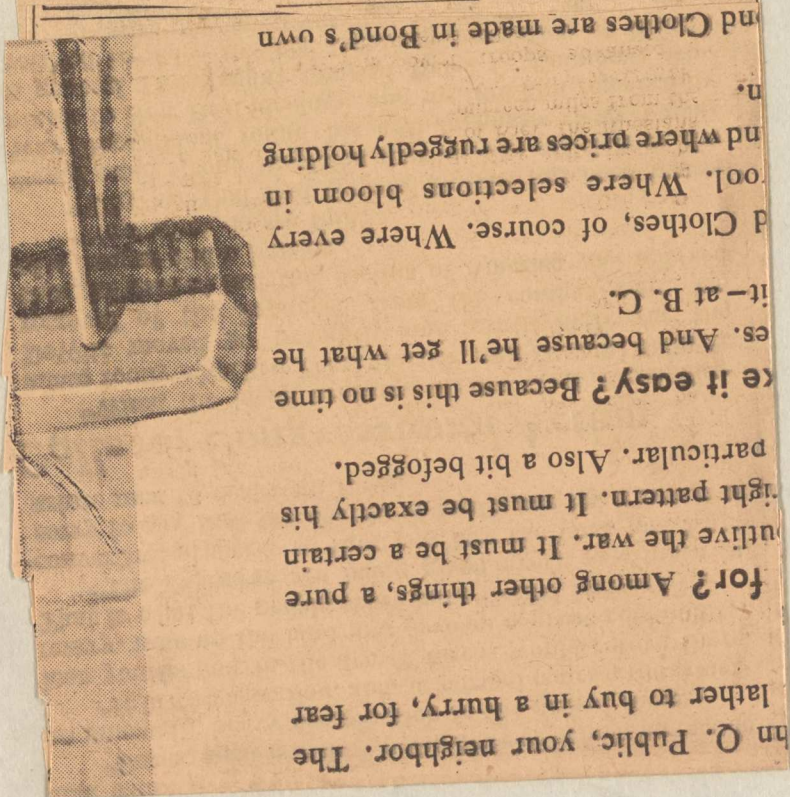 hn Q. Public, your neighbor. The
lather to buy in a hurry, for fear
for? Among other things, a pure
utlive the war. It must be a certain
right pattern. It must be exactly his
particular. Also a bit befogged.
ke it easy? Because this is no time
es. And because he'll get what he
it—at B. C.
d Clothes, of course. Where every
ool. Where selections bloom in
nd where prices are ruggedly holding
n.
ond Clothes are made in Bond's own